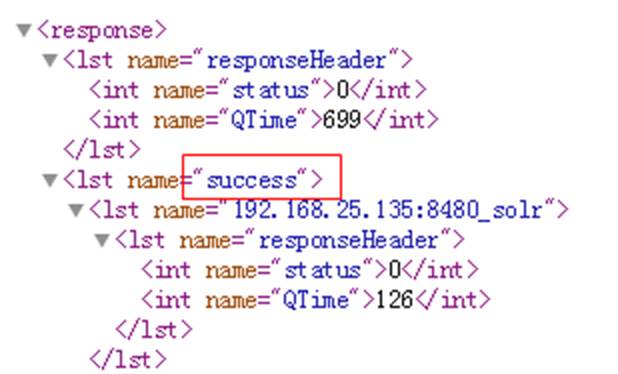 ▼<response>
▼<lst name="responseHeader">
<int name="status">0</int>
<int name="QTime">699</int>
</lst>
▼<lst name="success">
▼<lst name="192.168.25.135:8480_solr">
▼<lst name="responseHeader">
<int name="status">0</int>
<int name="QTime">126</int>
</lst>
</lst>